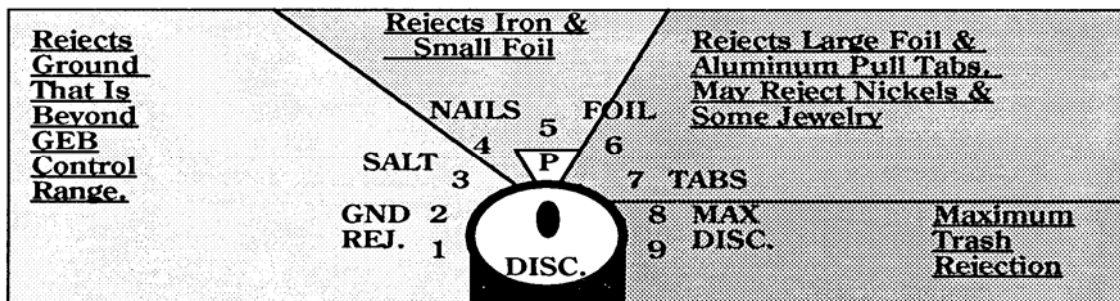 Rejects
Ground
That Is
Beyond
GEB
Control
Range.
Rejects Iron &
Small Foil
Rejects Large Foil &
Aluminum Pull Tabs.
May Reject Nickels &
Some Jewelry
NAILS 5 FOIL
4 P 6
SALT 3 7 TABS
GND 2 8 MAX
REJ. 1 9 DISC.
DISC.
Maximum
Trash
Rejection